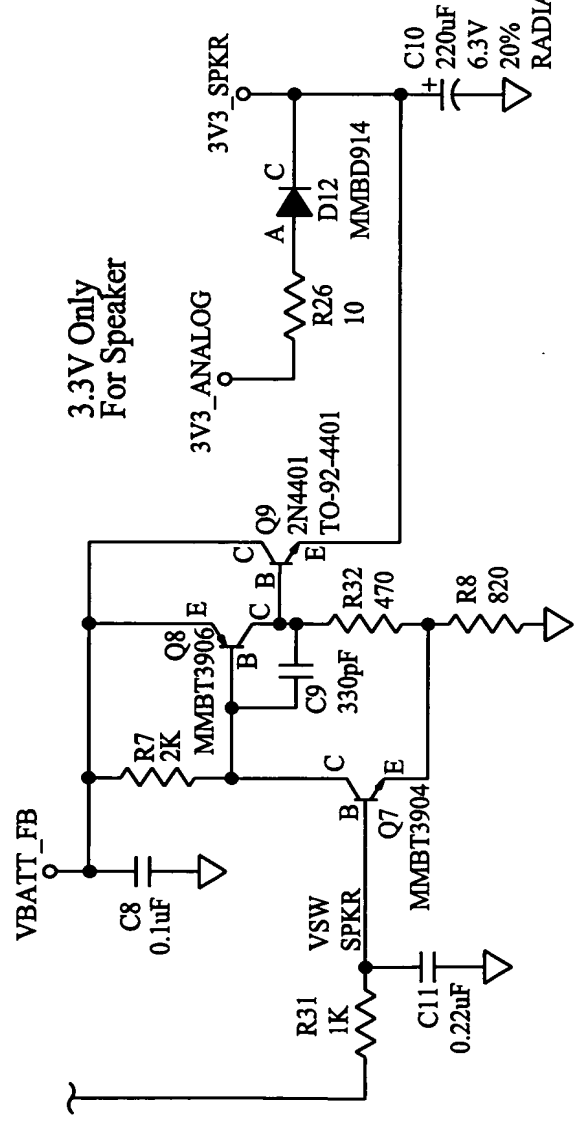 VBATT_FB
C8
0.1uF
R7
2K
Q8
MMBT3906
E
B
C
C9
330pF
Q9
2N4401
TO-92-4401
C
B
E
R32
470
R8
820
R31
1K
VSW
SPKR
C11
0.22uF
C
B
E
Q7
MMBT3904
3.3V Only
For Speaker
3V3_ANALOG
R26
10
A
C
D12
MMBD914
3V3_SPKR
+
C10
220uF
6.3V
20%